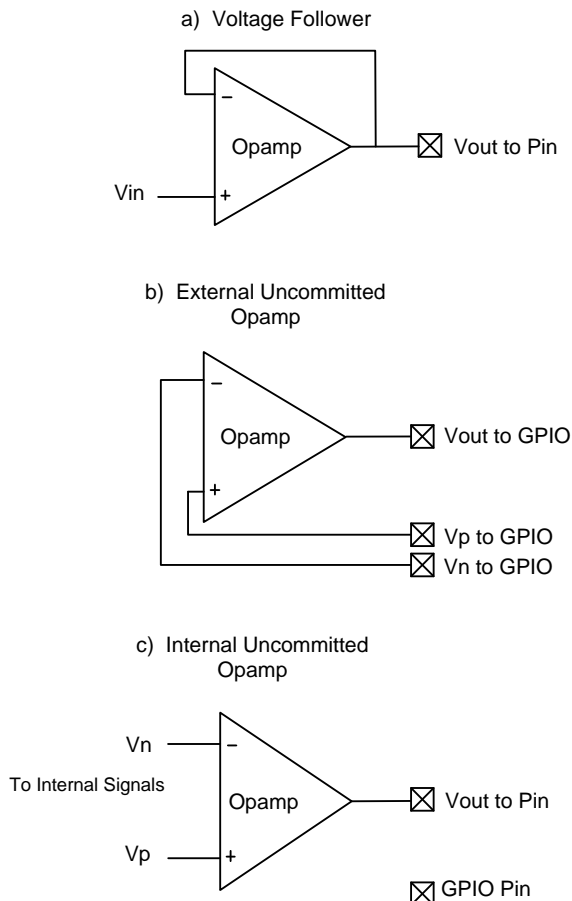 a) Voltage Follower
−
Opamp
Vout to Pin
Vin
+
b) External Uncommitted
Opamp
−
Opamp
Vout to GPIO
+
Vp to GPIO
Vn to GPIO
c) Internal Uncommitted
Opamp
Vn
−
To Internal Signals
Opamp
Vout to Pin
Vp
+
GPIO Pin